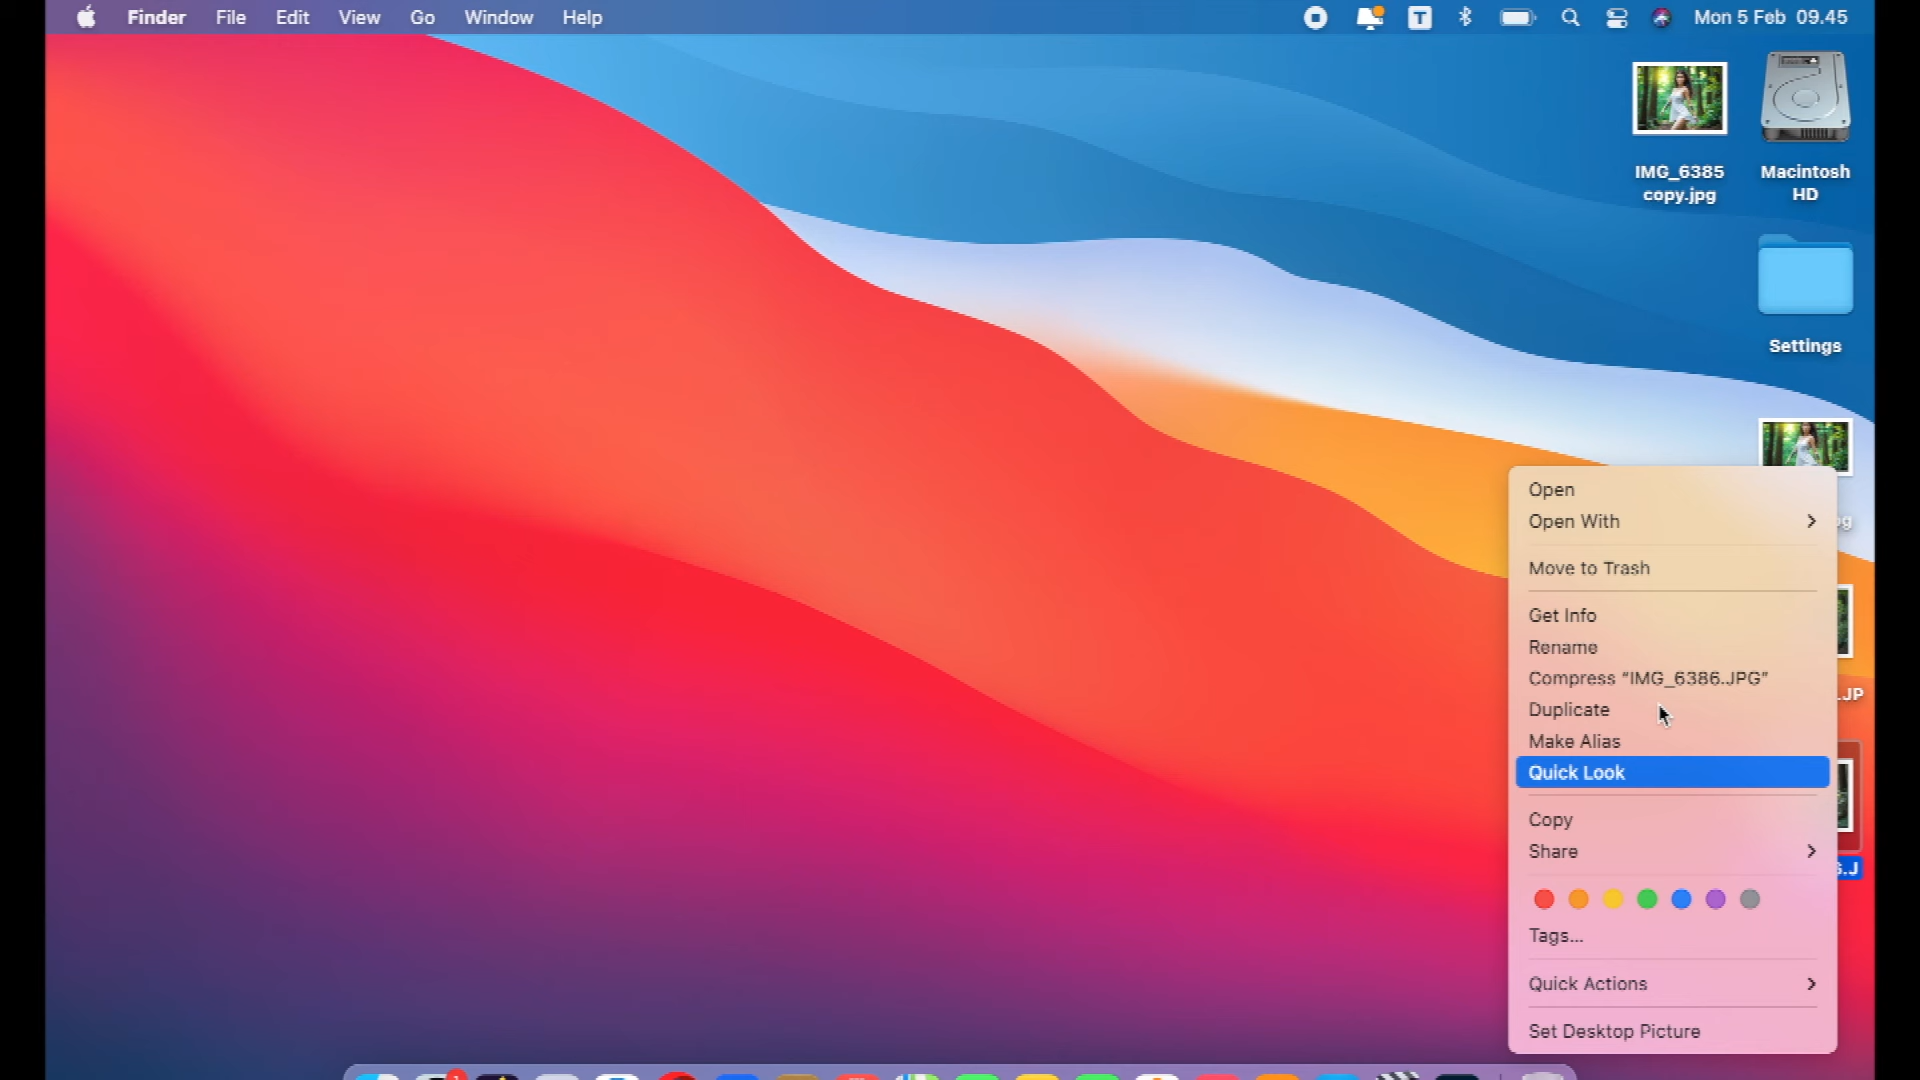 Finder File Edit View Go Window Help T Mon 5 Feb 09.45
IMG_6385
copy.jpg
Macintosh
HD
Settings
Open
Open With
Move to Trash
Get Info
Rename
Compress “IMG_6386.JPG”
Duplicate
Make Alias
Quick Look
Copy
Share
Tags...
Quick Actions
Set Desktop Picture
.JP